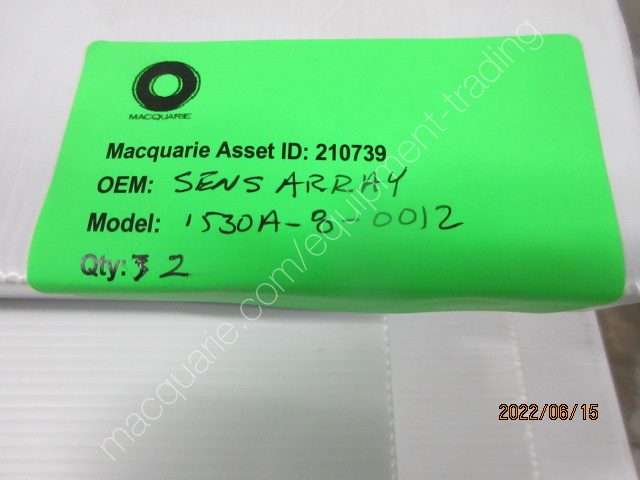 MACQUARIE
Macquarie Asset ID: 210739
OEM: SENS ARRAY
Model: 1530A-8-0012
Qty: 2
macquarie.com/equipment-trading
2022/06/15